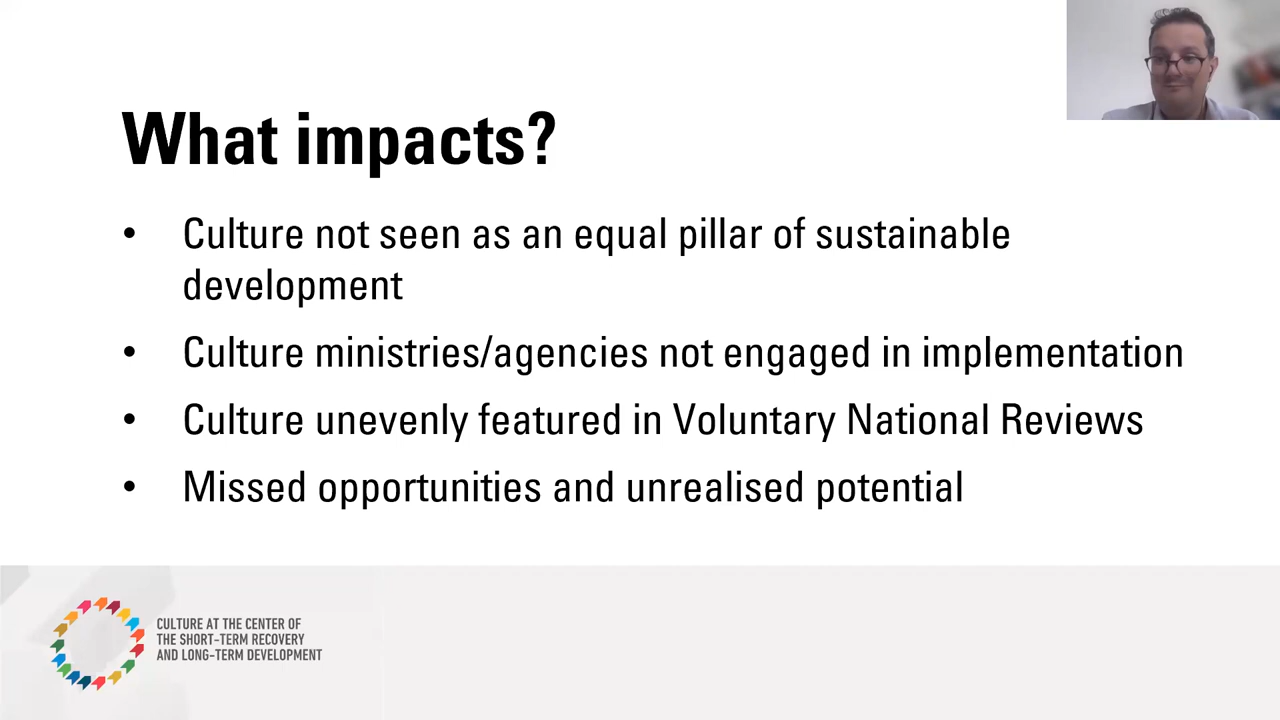 What impacts?
• Culture not seen as an equal pillar of sustainable
development
• Culture ministries/agencies not engaged in implementation
• Culture unevenly featured in Voluntary National Reviews
• Missed opportunities and unrealised potential
CULTURE AT THE CENTER OF
THE SHORT-TERM RECOVERY
AND LONG-TERM DEVELOPMENT